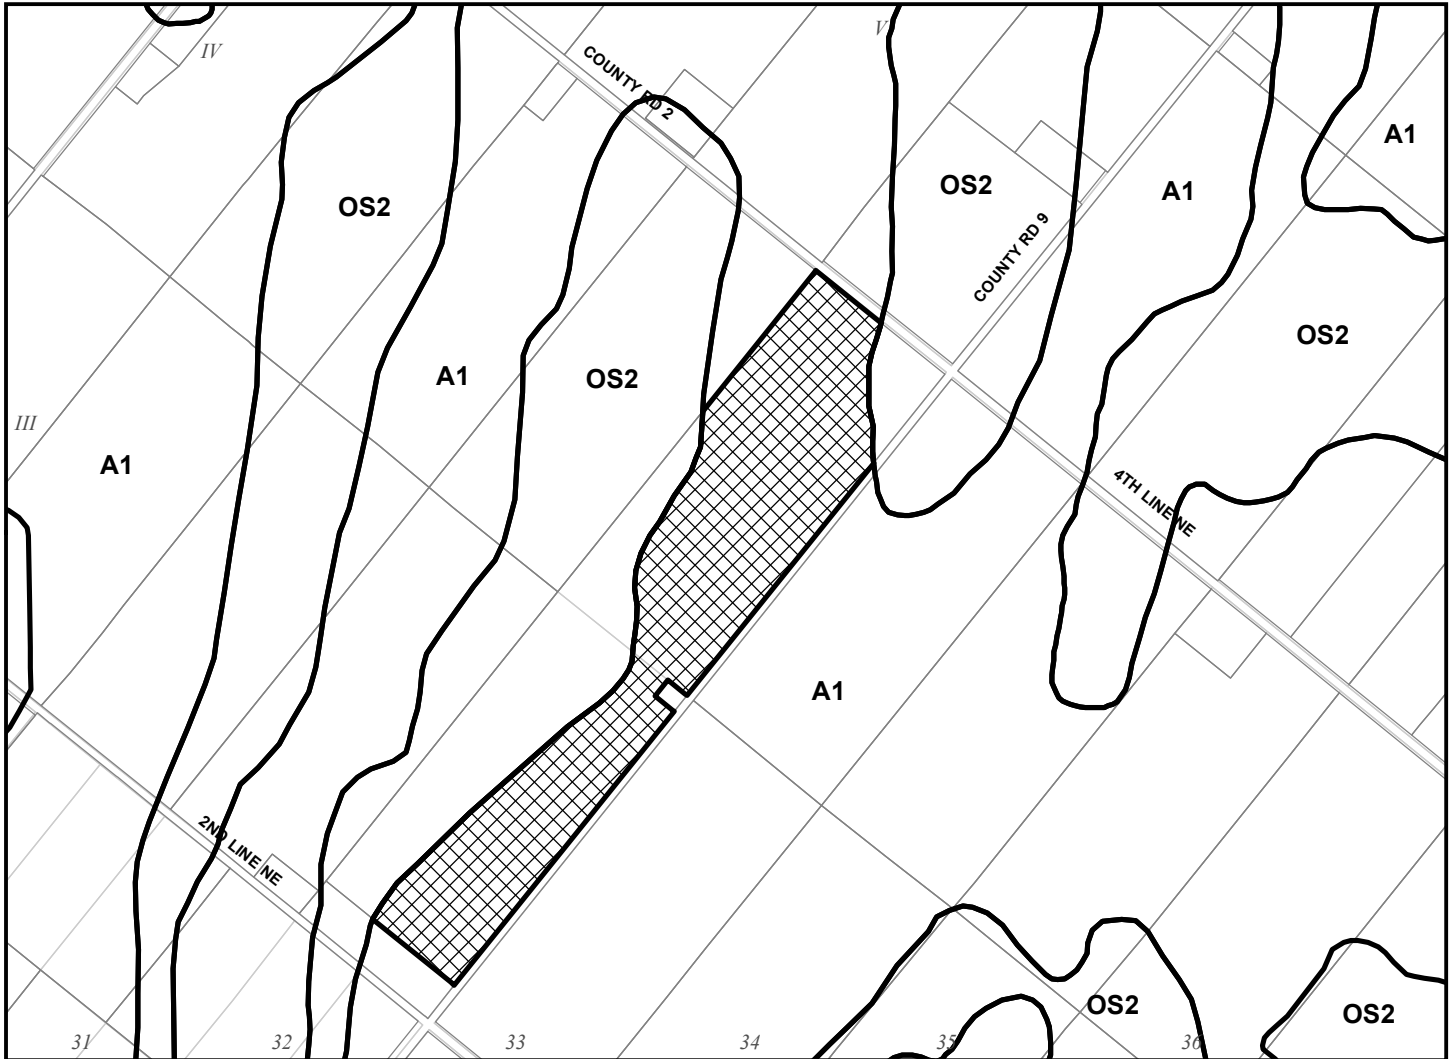 IV
V
COUNTY RD 2
A1
OS2
A1
OS2
COUNTY RD 9
OS2
A1
OS2
III
A1
4TH LINE NE
A1
2ND LINE NE
OS2
OS2
31
32
33
34
35
36